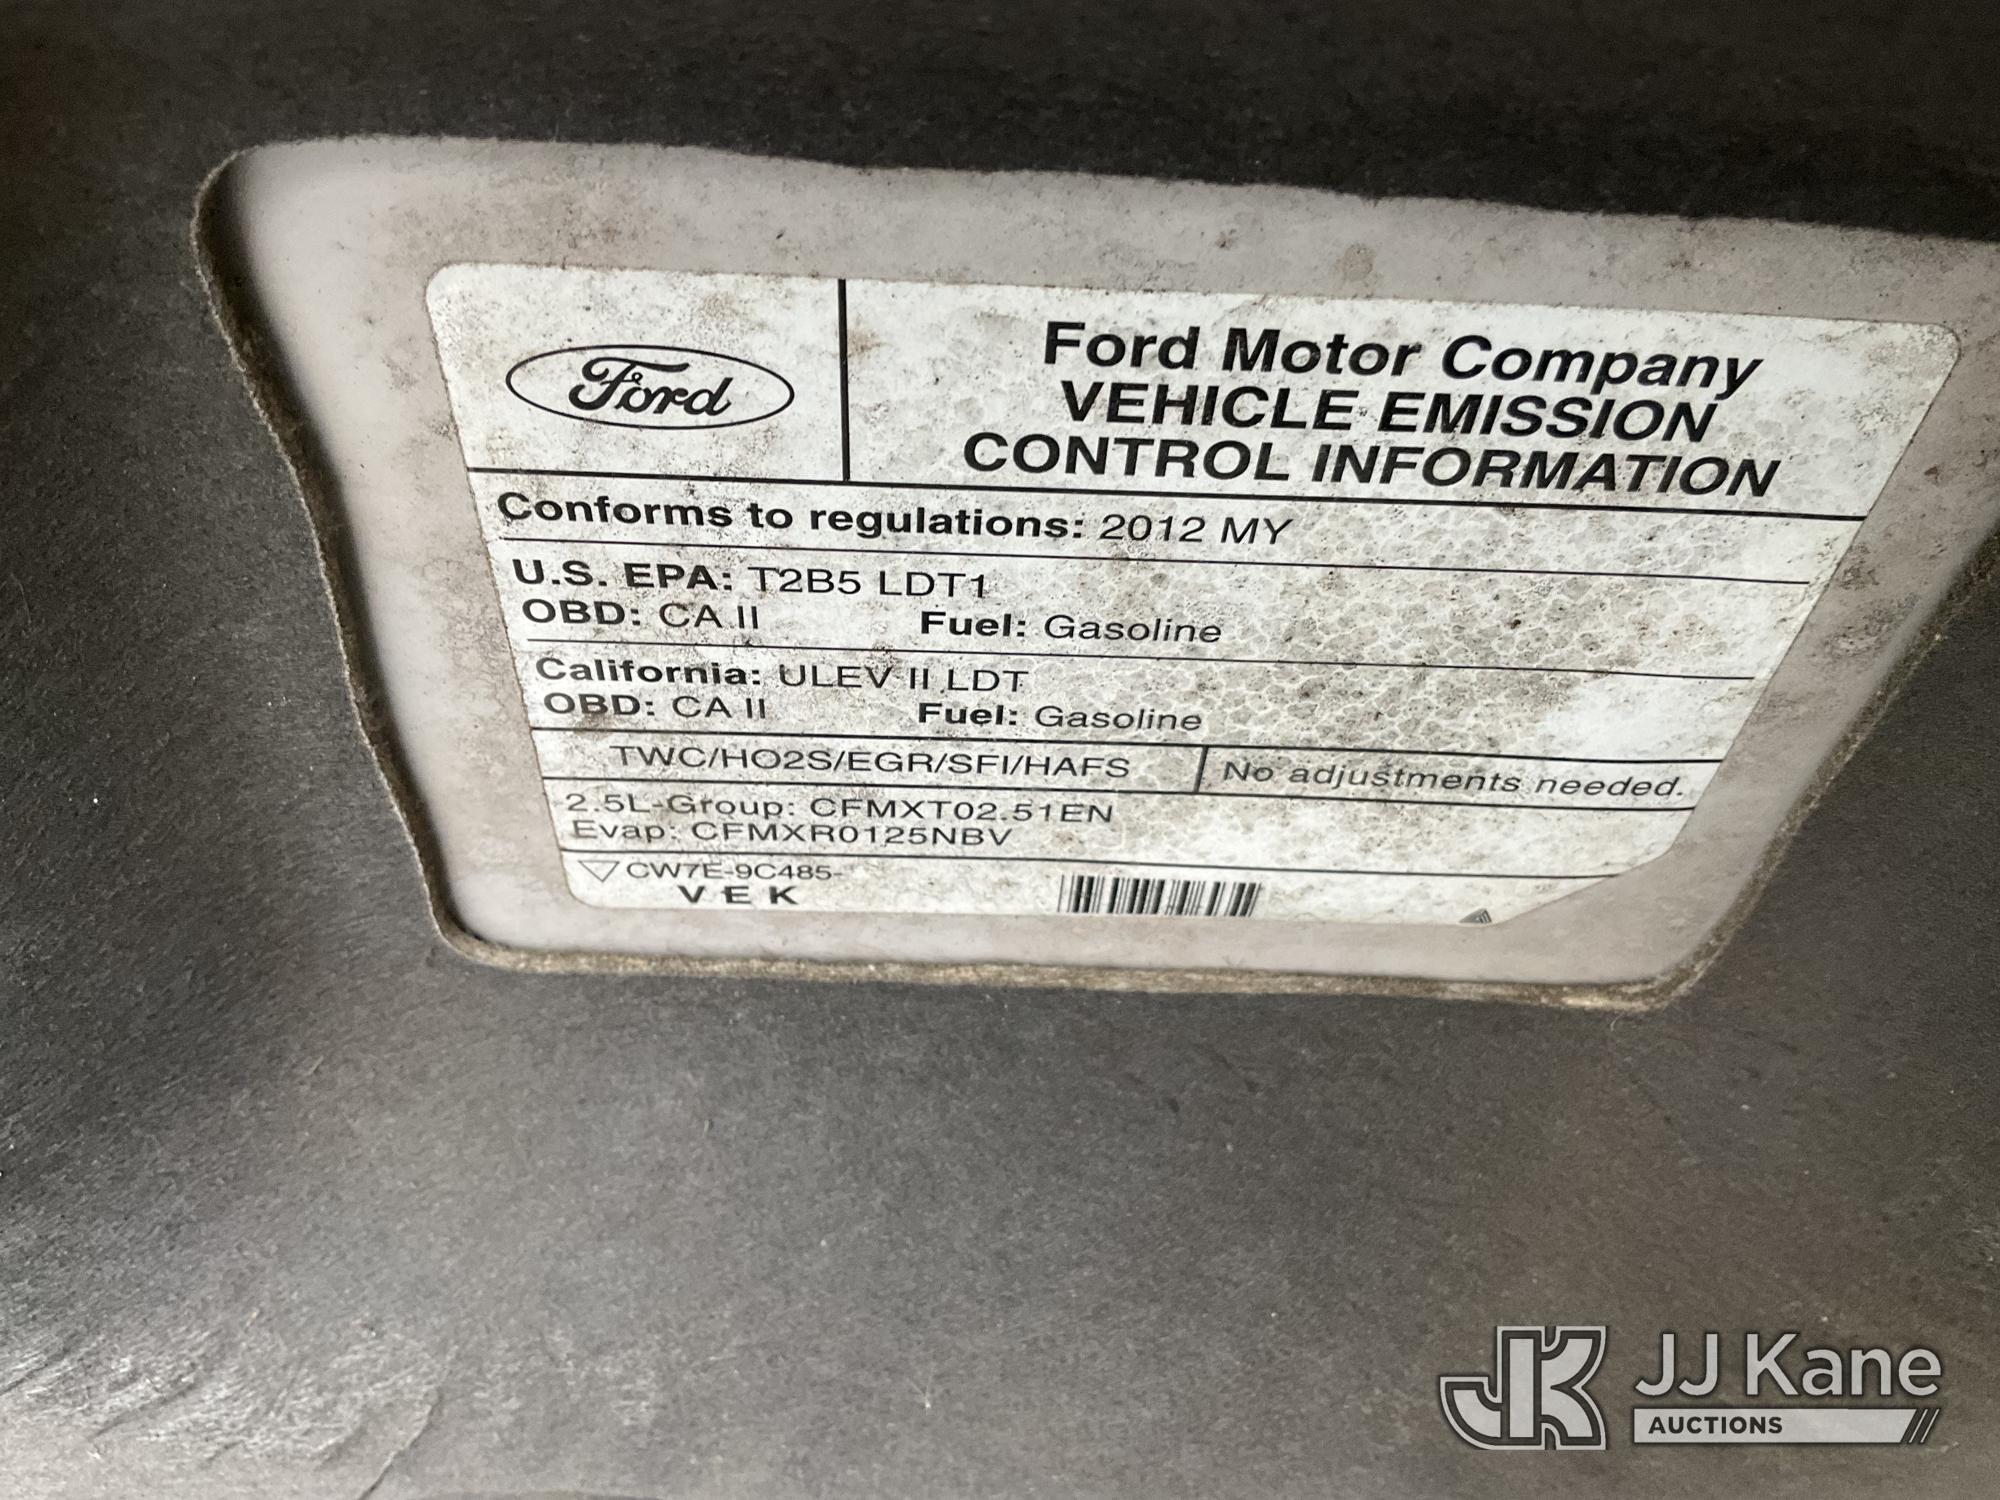 Ford
Ford Motor Company
VEHICLE EMISSION
CONTROL INFORMATION
Conforms to regulations: 2012 MY
U.S. EPA: T2B5 LDT1
OBD: CA II Fuel: Gasoline
California: ULEV II LDT
OBD: CA II Fuel: Gasoline
TWC/HO2S/EGR/SFI/HAFS No adjustments needed.
2.5L-Group: CFMXT02.51EN
Evap: CFMXR0125NBV
CW7E-9C485-
VEK
JK JJ Kane
AUCTIONS